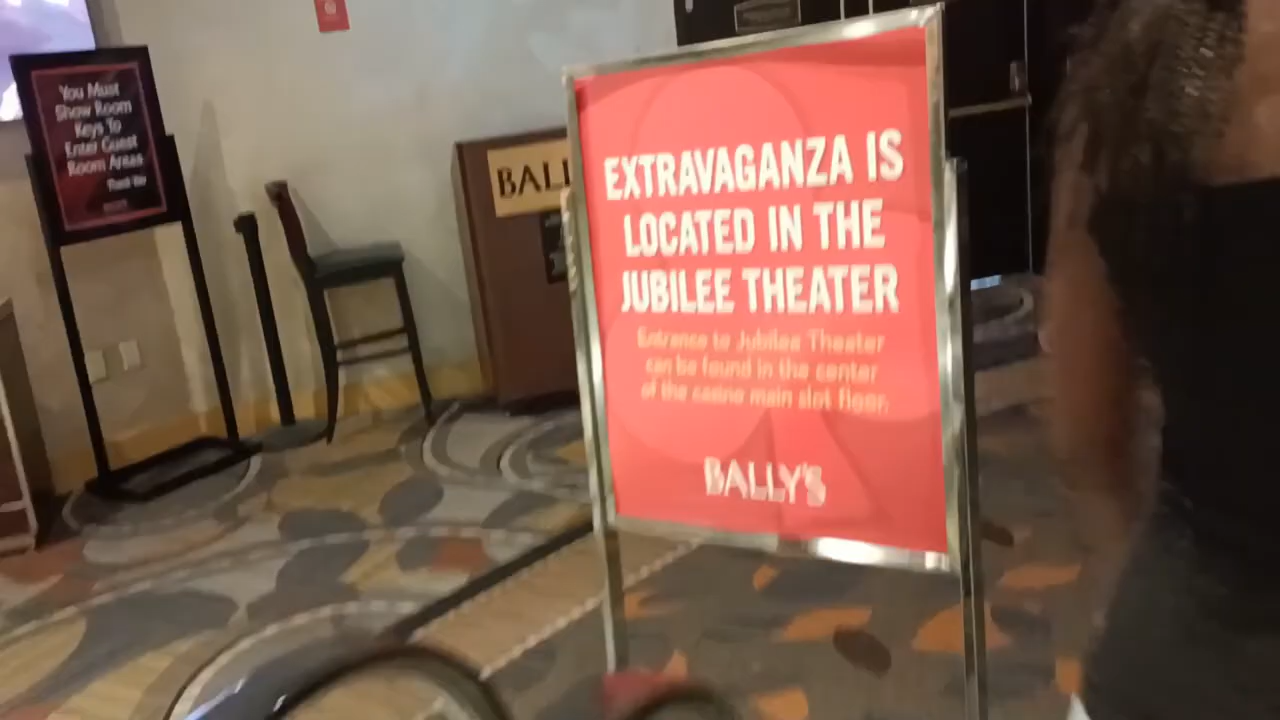 You Must
Show Room
Keys To
Enter Guest
Room Areas
Thank You
BALL
EXTRAVAGANZA IS
LOCATED IN THE
JUBILEE THEATER
Entrance to Jubilee Theater
can be found in the center
of the casino main slot floor.
BALLY'S